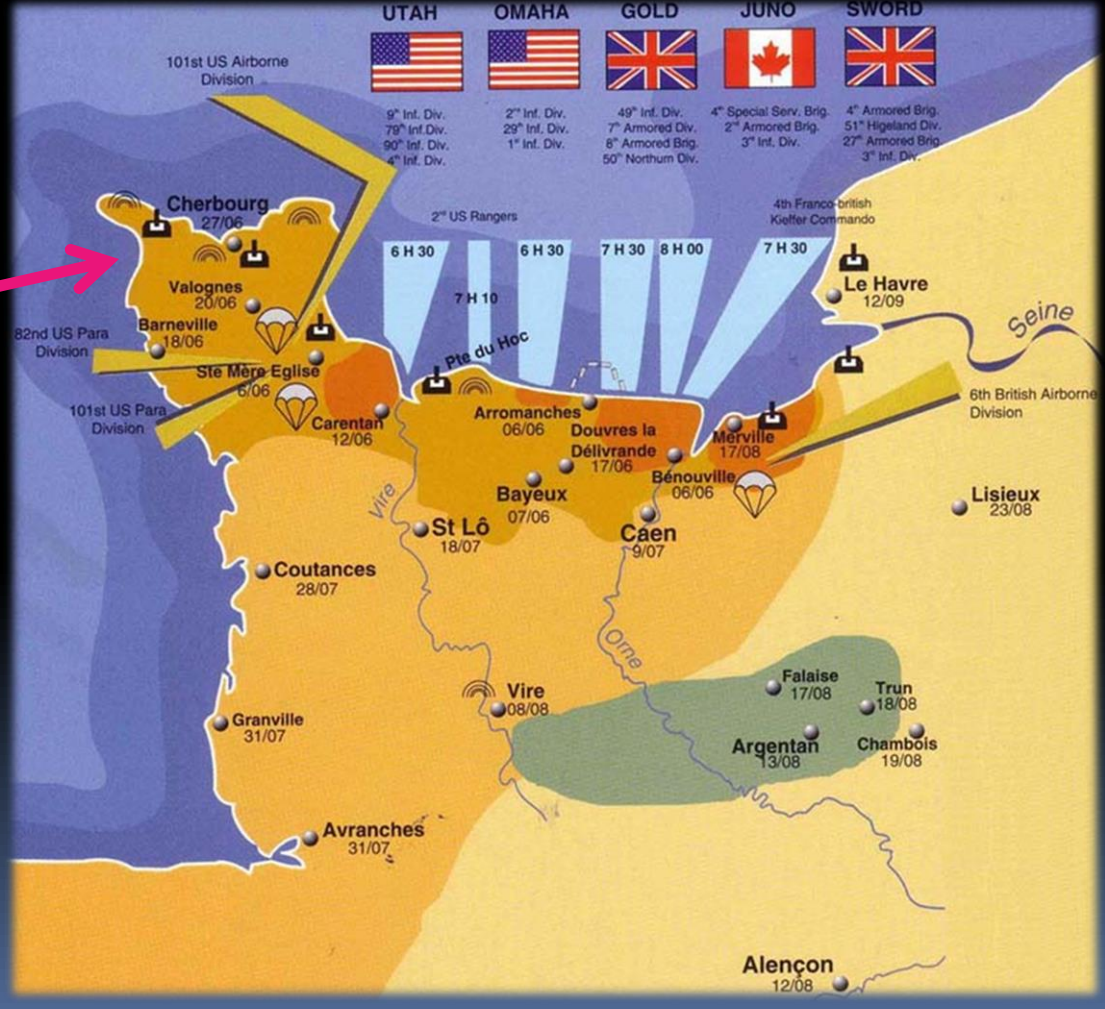 UTAH
OMAHA
GOLD
JUNO
SWORD
9th Inf. Div.
79th Inf.Div.
90th Inf. Div.
4th Inf. Div.
2nd Inf. Div.
29th Inf. Div.
1st Inf. Div.
49th Inf. Div.
7th Armored Div.
8th Armored Brig.
50th Northum Div.
4th Special Serv. Brig.
2nd Armored Brig.
3rd Inf. Div.
4th Armored Brig.
51st Higeland Div.
27th Armored Brig.
3rd Inf. Div.
101st US Airborne
Division
2nd US Rangers
4th Franco-british
Kieffer Commando
6 H 30
7 H 10
6 H 30
7 H 30
8 H 00
7 H 30
Cherbourg
27/06
Valognes
20/06
Barneville
18/06
82nd US Para
Division
Ste Mère Eglise
6/06
101st US Para
Division
Carentan
12/06
Pte du Hoc
Arromanches
06/06
Douvres la
Délivrande
17/06
Bayeux
07/06
Bénouville
06/06
Merville
17/08
Le Havre
12/09
Seine
6th British Airborne
Division
Lisieux
23/08
Vire
St Lô
18/07
Caen
9/07
Coutances
28/07
Orne
Vire
08/08
Falaise
17/08
Trun
18/08
Argentan
13/08
Chambois
19/08
Granville
31/07
Avranches
31/07
Alençon
12/08